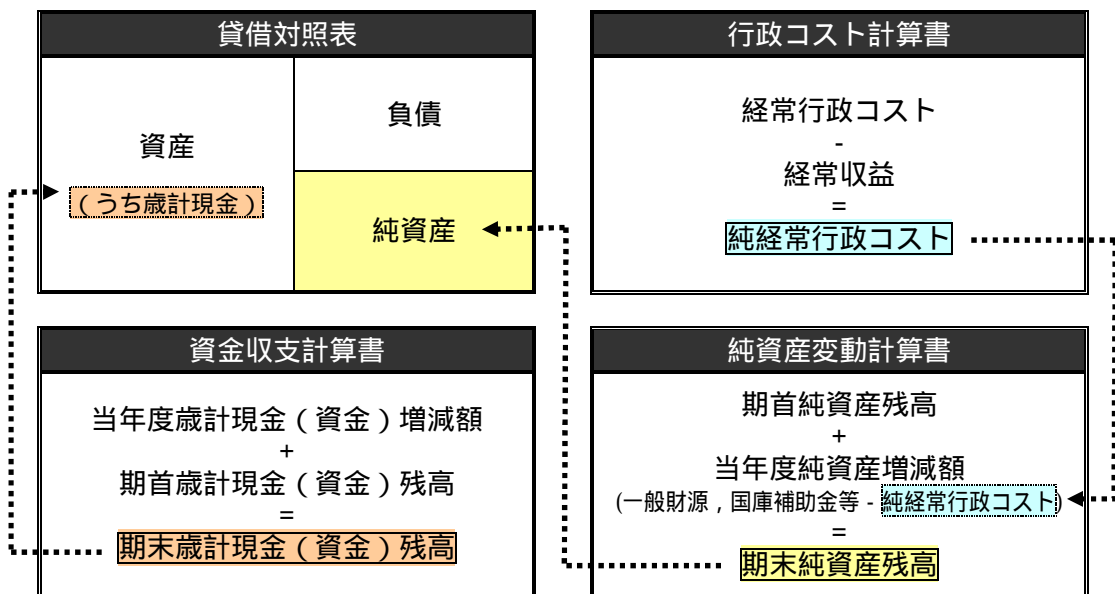 貸借対照表
資産
（うち歳計現金）
負債
純資産
行政コスト計算書
経常行政コスト
-
経常収益
=
純経常行政コスト
資金収支計算書
当年度歳計現金（資金）増減額
+
期首歳計現金（資金）残高
=
期末歳計現金（資金）残高
純資産変動計算書
期首純資産残高
+
当年度純資産増減額
(一般財源，国庫補助金等 - 純経常行政コスト)
=
期末純資産残高